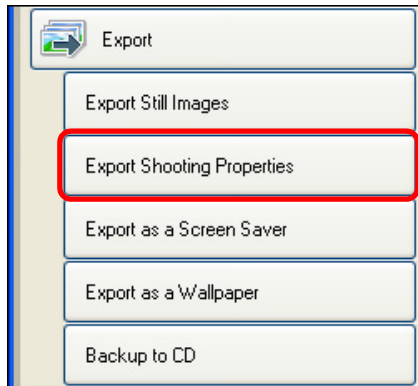 Export
Export Still Images
Export Shooting Properties
Export as a Screen Saver
Export as a Wallpaper
Backup to CD